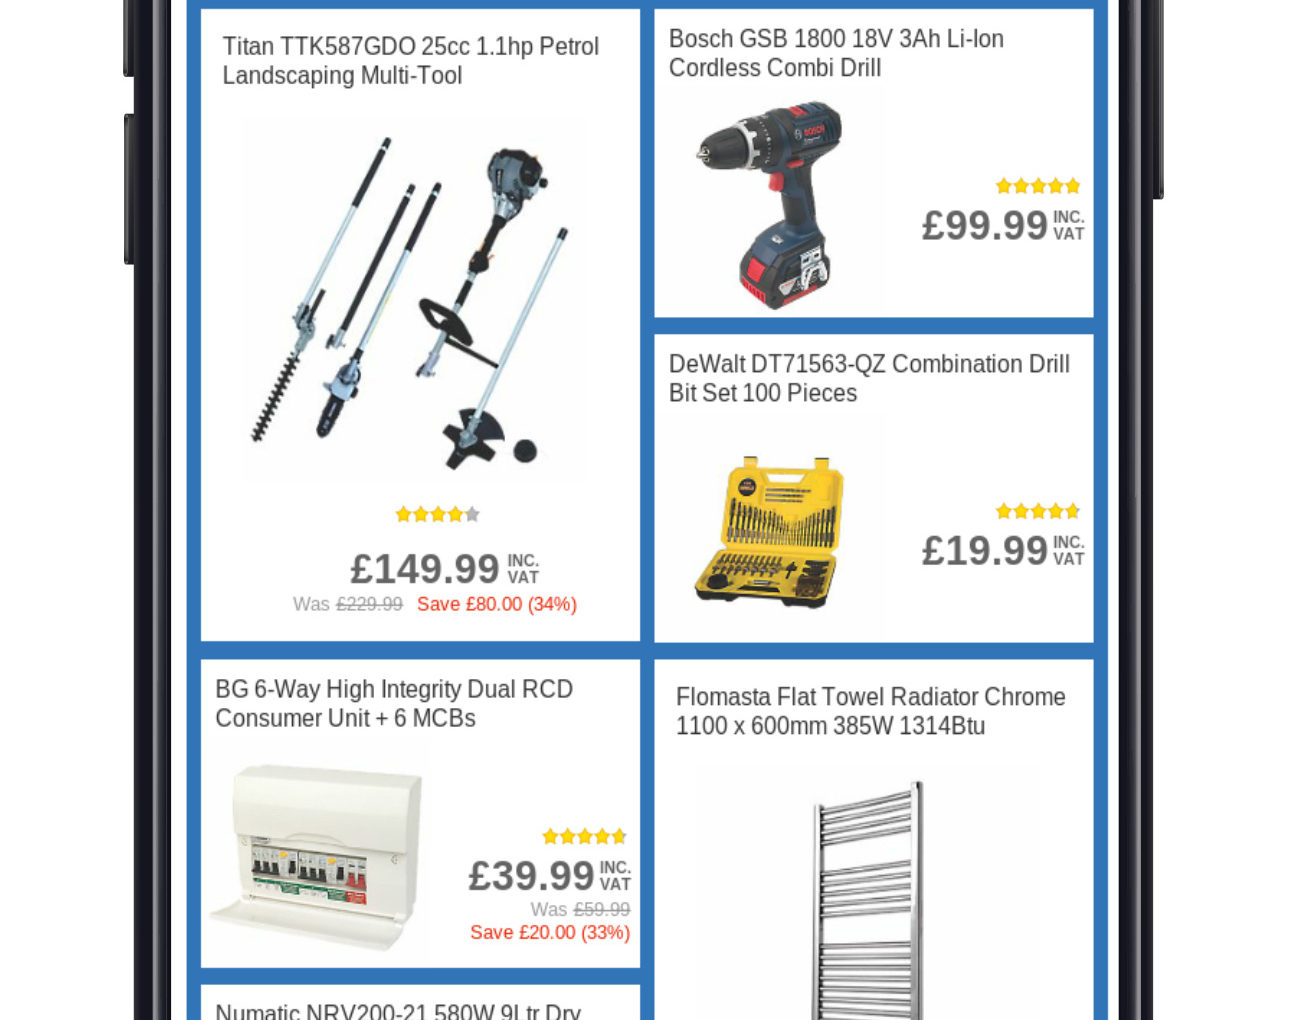 Titan TTK587GDO 25cc 1.1hp Petrol
Landscaping Multi-Tool
£149.99 INC. VAT
Was £229.99 Save £80.00 (34%)
Bosch GSB 1800 18V 3Ah Li-Ion
Cordless Combi Drill
BOSCH
£99.99 INC. VAT
DeWalt DT71563-QZ Combination Drill
Bit Set 100 Pieces
£19.99 INC. VAT
BG 6-Way High Integrity Dual RCD
Consumer Unit + 6 MCBs
£39.99 INC. VAT
Was £59.99
Save £20.00 (33%)
Flomasta Flat Towel Radiator Chrome
1100 x 600mm 385W 1314Btu
Numatic NRV200-21 580W 9Ltr Dry